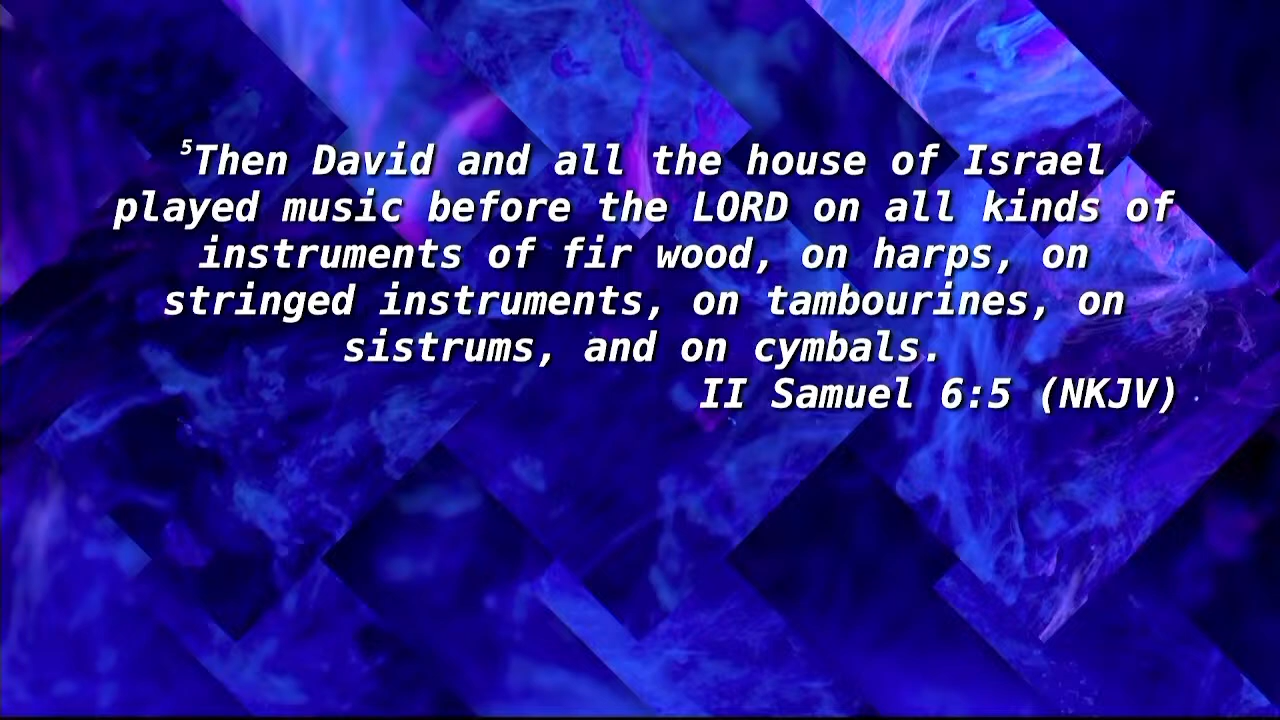 ⁵Then David and all the house of Israel
played music before the LORD on all kinds of
instruments of fir wood, on harps, on
stringed instruments, on tambourines, on
sistrums, and on cymbals.
II Samuel 6:5 (NKJV)